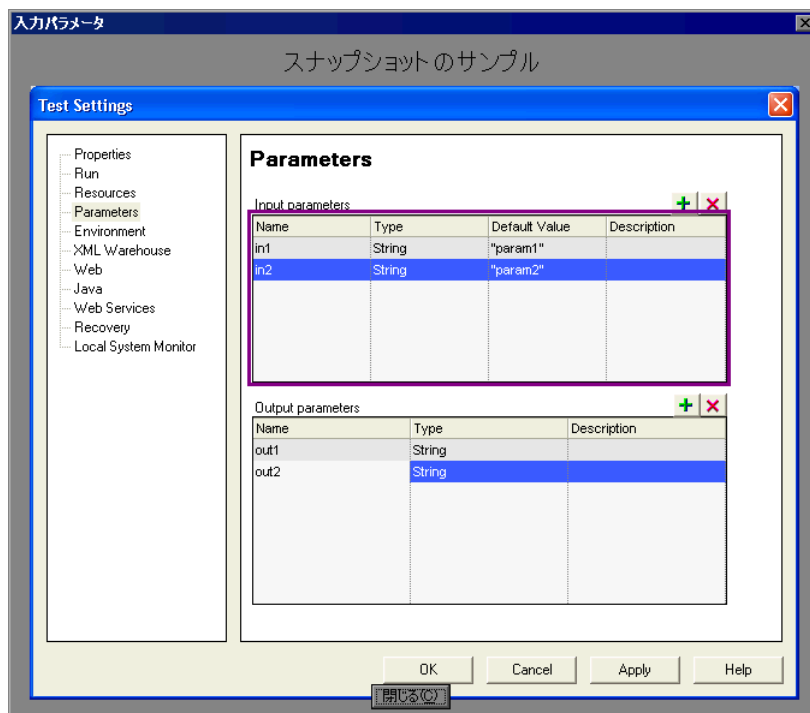 入力パラメータ
スナップショットのサンプル
Test Settings
Properties
Run
Resources
Parameters
Environment
XML Warehouse
Web
Java
Web Services
Recovery
Local System Monitor
Parameters
Input parameters
Name Type Default Value Description
in1 String "param1"
in2 String "param2"
Output parameters
Name Type Description
out1 String
out2 String
OK Cancel Apply Help
閉じる(C)